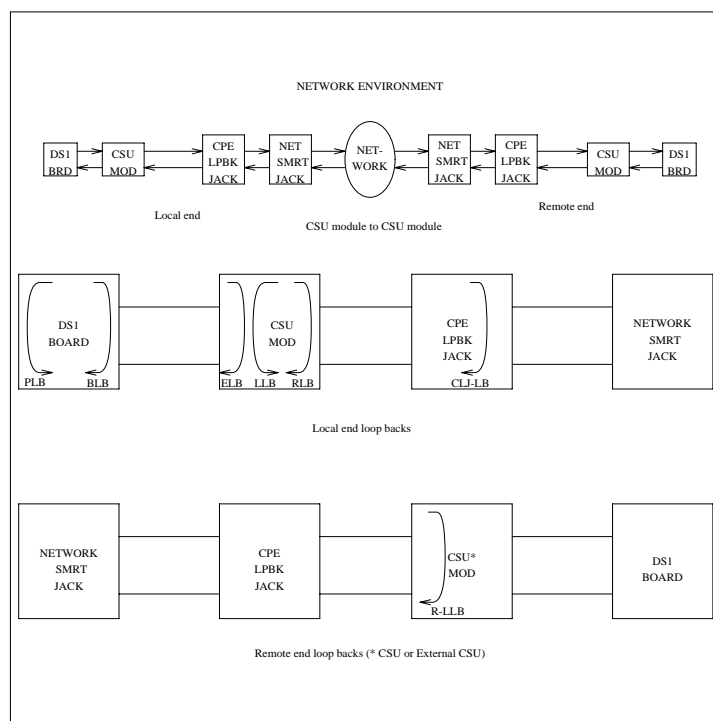 NETWORK ENVIRONMENT
DS1
BRD
CSU
MOD
CPE
LPBK
JACK
NET
SMRT
JACK
NET-
WORK
NET
SMRT
JACK
CPE
LPBK
JACK
CSU
MOD
DS1
BRD
Local end
Remote end
CSU module to CSU module
DS1
BOARD
PLB
BLB
CSU
MOD
ELB
LLB
RLB
CPE
LPBK
JACK
CLJ-LB
NETWORK
SMRT
JACK
Local end loop backs
NETWORK
SMRT
JACK
CPE
LPBK
JACK
CSU*
MOD
R-LLB
DS1
BOARD
Remote end loop backs (* CSU or External CSU)